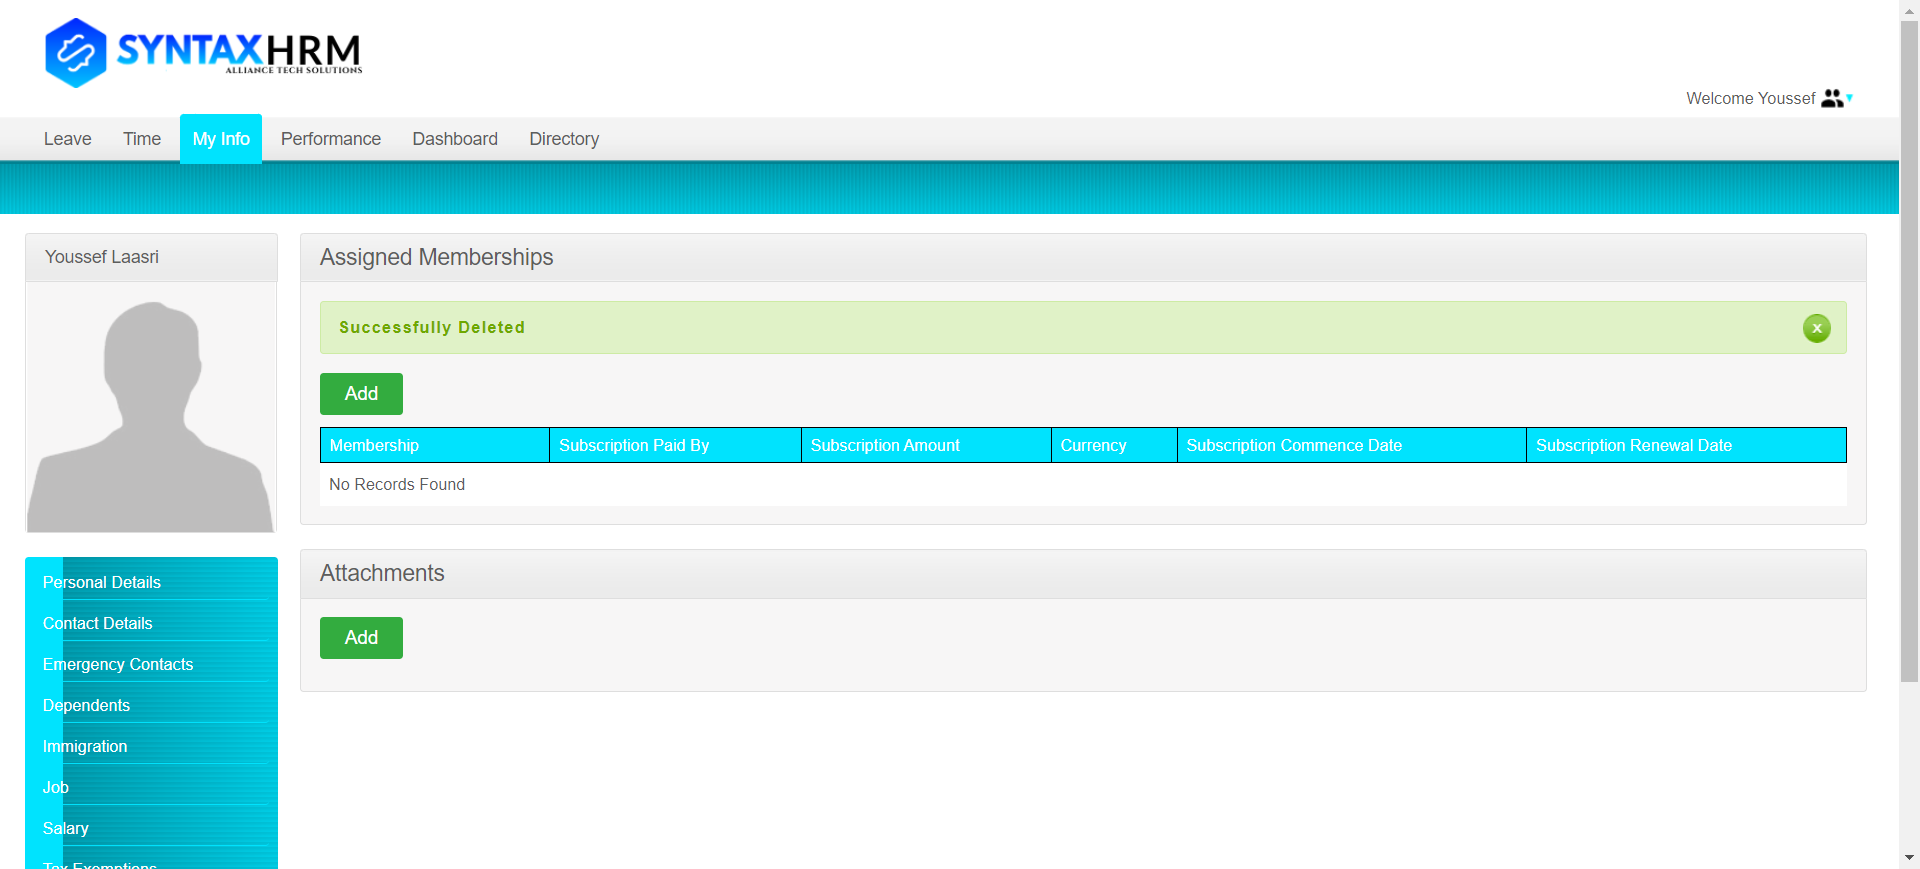 SYNTAXHRM
ALLIANCE TECH SOLUTIONS
Welcome Youssef
Leave Time My Info Performance Dashboard Directory
Youssef Laasri
Assigned Memberships
Successfully Deleted
x
Add
Membership Subscription Paid By Subscription Amount Currency Subscription Commence Date Subscription Renewal Date
No Records Found
Attachments
Add
Personal Details
Contact Details
Emergency Contacts
Dependents
Immigration
Job
Salary
Tax Exemptions